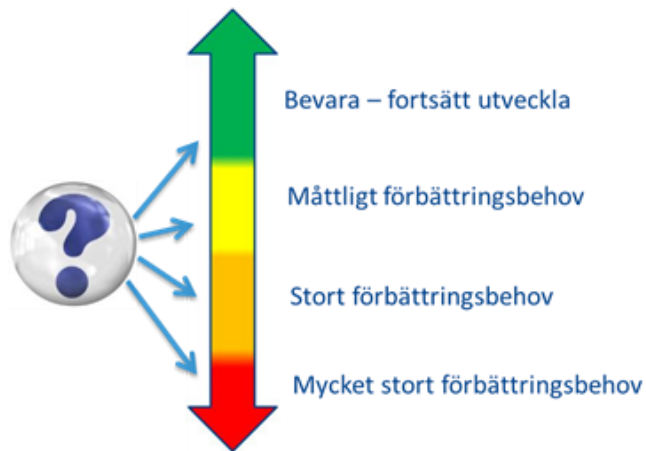 ?
Bevara – fortsätt utveckla
Måttligt förbättringsbehov
Stort förbättringsbehov
Mycket stort förbättringsbehov